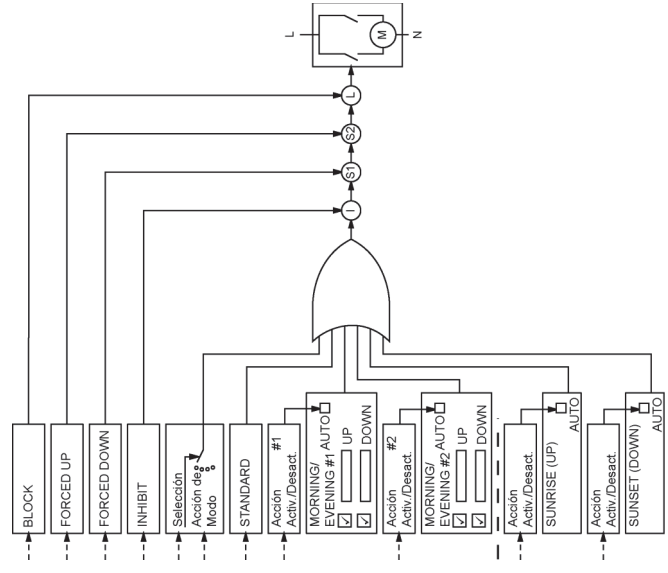 L
M
N
L
S2
S1
I
BLOCK
FORCED UP
FORCED DOWN
INHIBIT
Selección
Acción de
Modo
STANDARD
Acción #1
Activ./Desact.
MORNING/
EVENING #1 AUTO
UP
DOWN
Acción #2
Activ./Desact.
MORNING/
EVENING #2 AUTO
UP
DOWN
Acción
Activ./Desact.
SUNRISE (UP)
AUTO
Acción
Activ./Desact.
SUNSET (DOWN)
AUTO